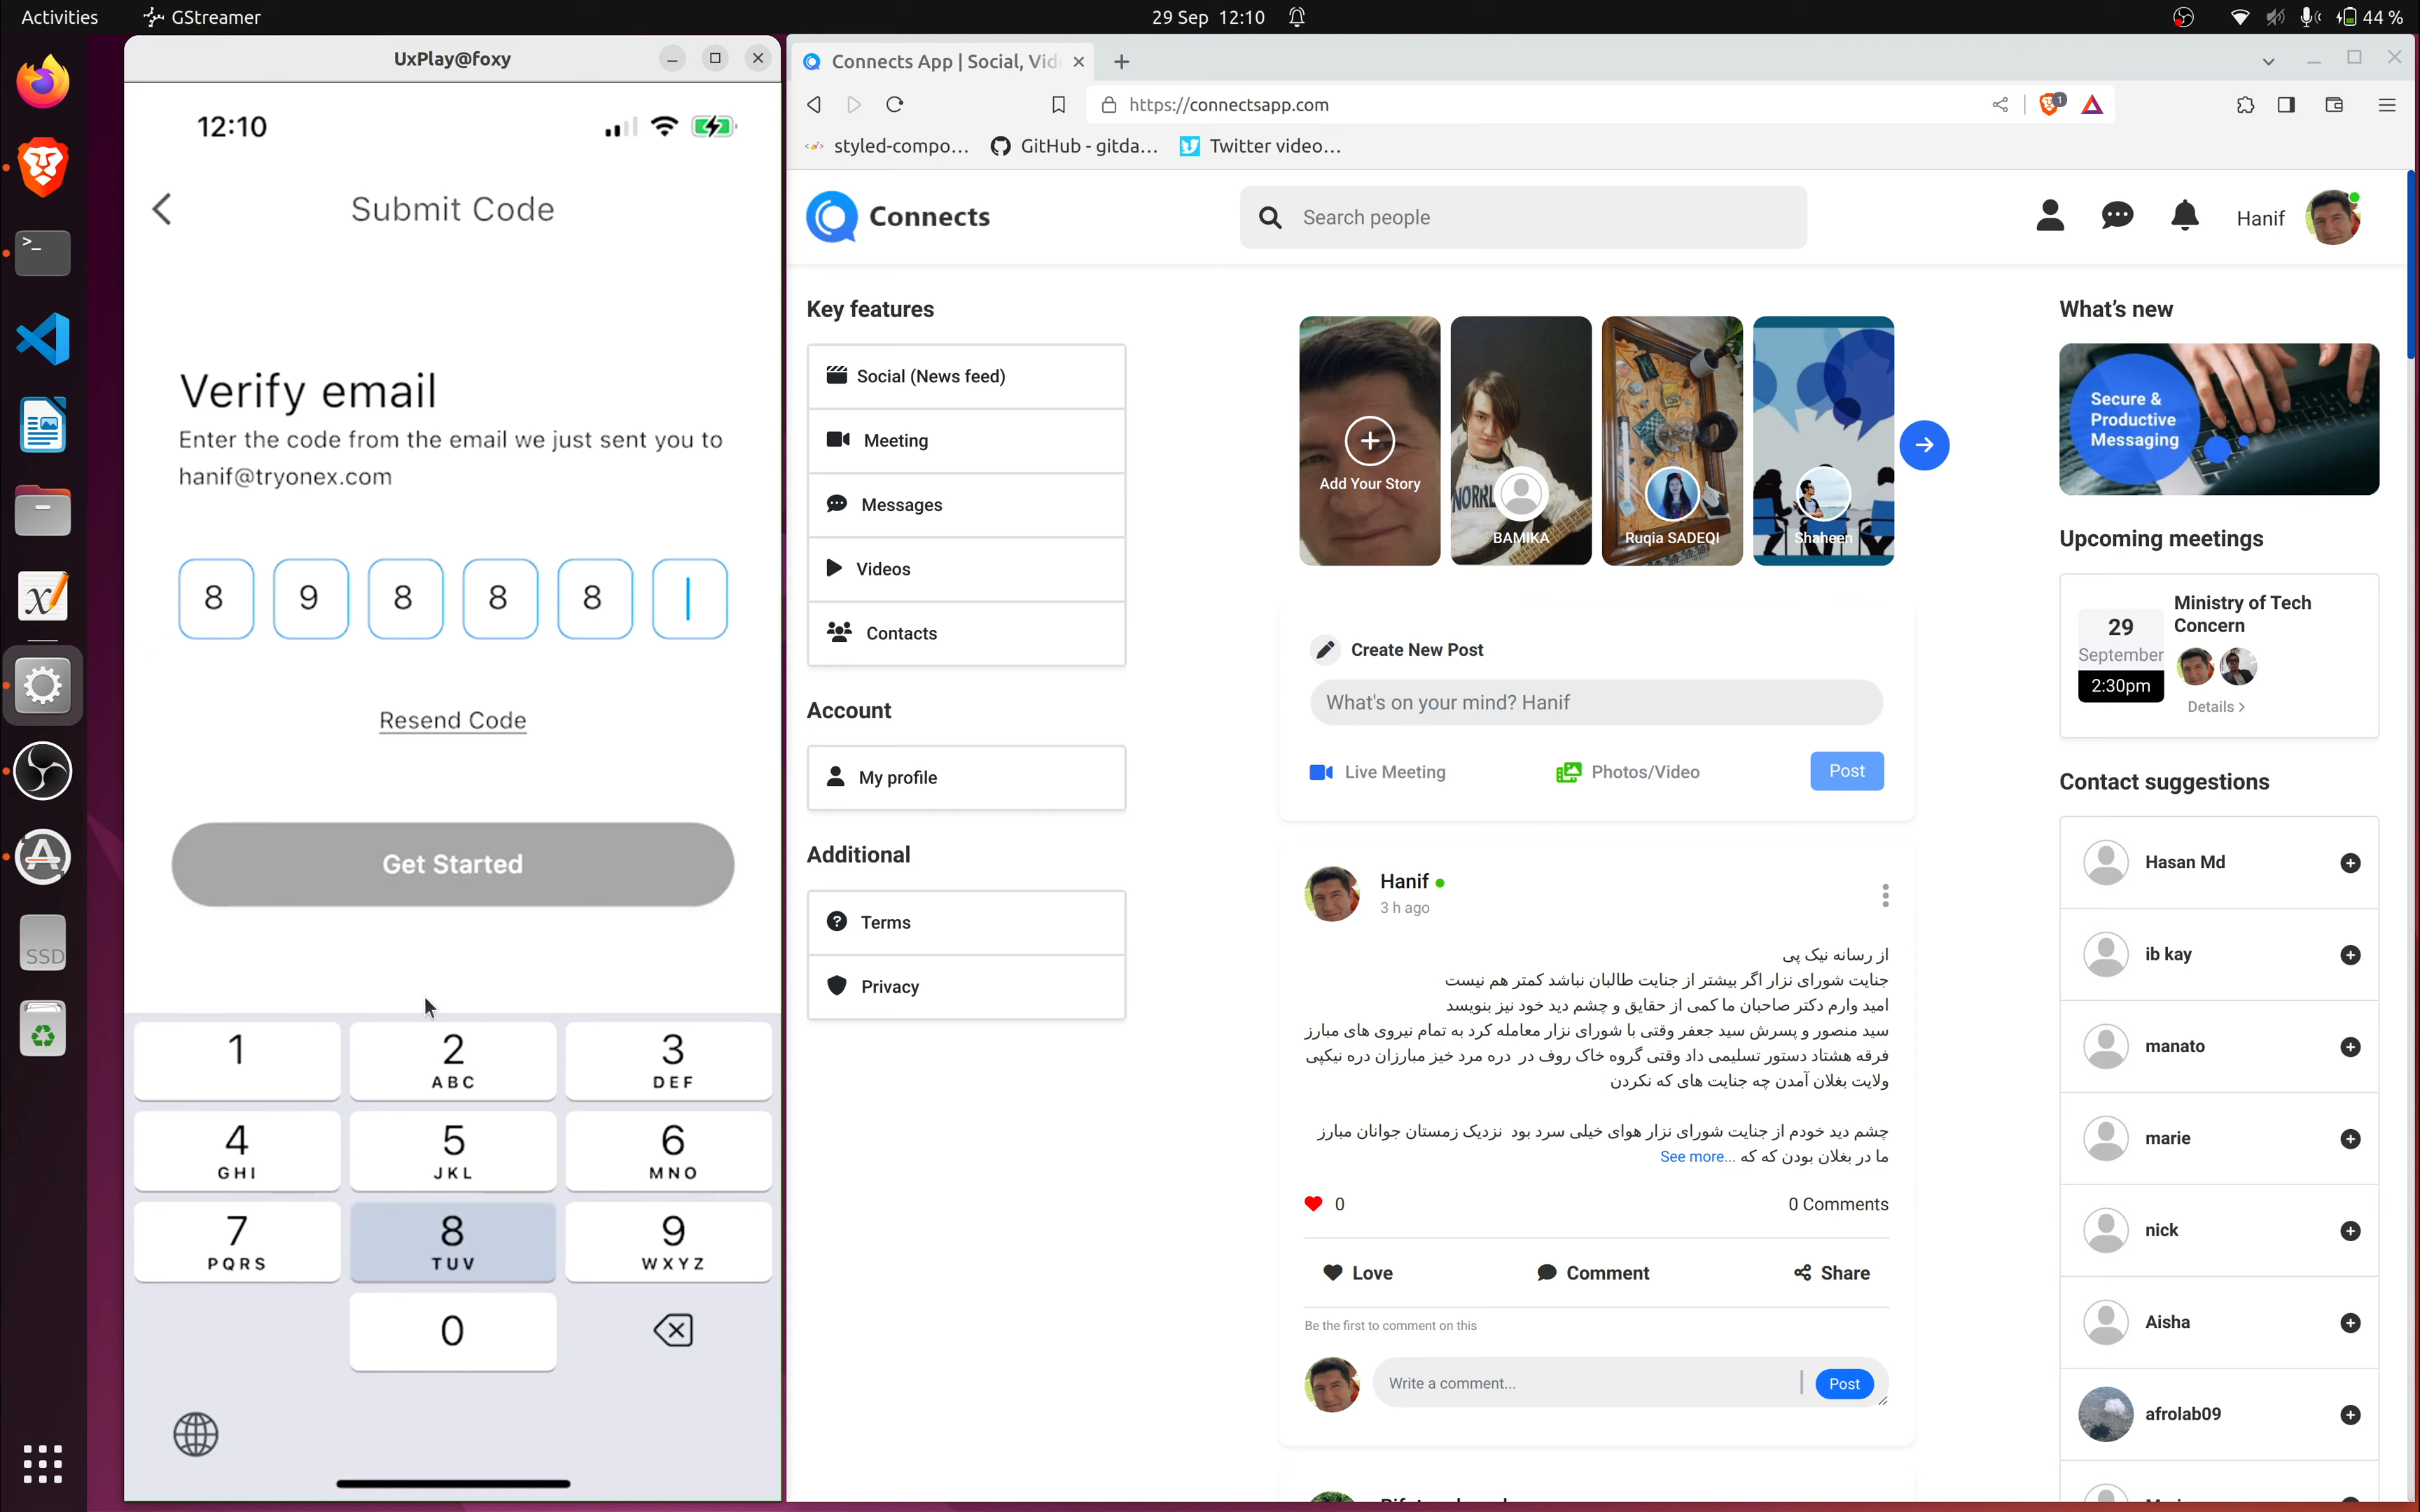 Activities
GStreamer
29 Sep 12:10
44 %
UxPlay@foxy
12:10
Submit Code
Verify email
Enter the code from the email we just sent you to
hanif@tryonex.com
8 9 8 8 8
Resend Code
Get Started
1
2 ABC
3 DEF
4 GHI
5 JKL
6 MNO
7 PQRS
8 TUV
9 WXYZ
0
SSD
Connects App | Social, Vid
https://connectsapp.com
1
styled-compo...
GitHub - gitda...
Twitter video...
Connects
Search people
Hanif
Key features
Social (News feed)
Meeting
Messages
Videos
Contacts
Account
My profile
Additional
Terms
Privacy
Add Your Story
BAMIKA
Ruqia SADEQI
Shaheen
Create New Post
What's on your mind? Hanif
Live Meeting
Photos/Video
Post
Hanif
3 h ago
از رسانه نیک پی
جنایت شورای نزار اگر بیشتر از جنایت طالبان نباشد کمتر هم نیست
امید وارم دکتر صاحبان ما کمی از حقایق و چشم دید خود نیز بنویسد
سید منصور و پسرش سید جعفر وقتی با شورای نزار معامله کرد به تمام نیروی های مبارز
فرقه هشتاد دستور تسلیمی داد وقتی گروه خاک روف در دره مرد خیز مبارزان دره نیکپی
ولایت بغلان آمدن چه جنایت های که نکردن
چشم دید خودم از جنایت شورای نزار هوای خیلی سرد بود نزدیک زمستان جوانان مبارز
ما در بغلان بودن که که See more...
0
0 Comments
Love
Comment
Share
Be the first to comment on this
Write a comment...
Post
What's new
Secure &
Productive
Messaging
Upcoming meetings
29
September
2:30pm
Ministry of Tech
Concern
Details
Contact suggestions
Hasan Md
ib kay
manato
marie
nick
Aisha
afrolab09